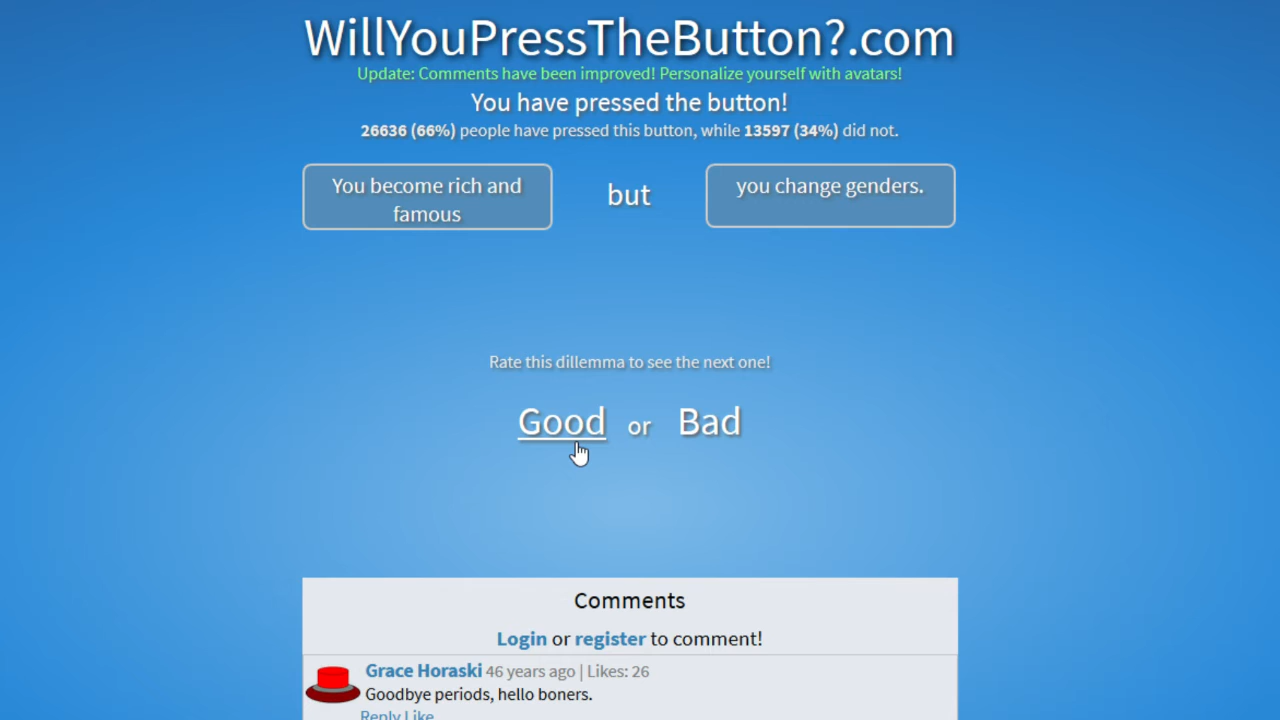 WillYouPressTheButton?.com
Update: Comments have been improved! Personalize yourself with avatars!
You have pressed the button!
26636 (66%) people have pressed this button, while 13597 (34%) did not.
You become rich and
famous
but
you change genders.
Rate this dillemma to see the next one!
Good or Bad
Comments
Login or register to comment!
Grace Horaski 46 years ago | Likes: 26
Goodbye periods, hello boners.
Reply Like